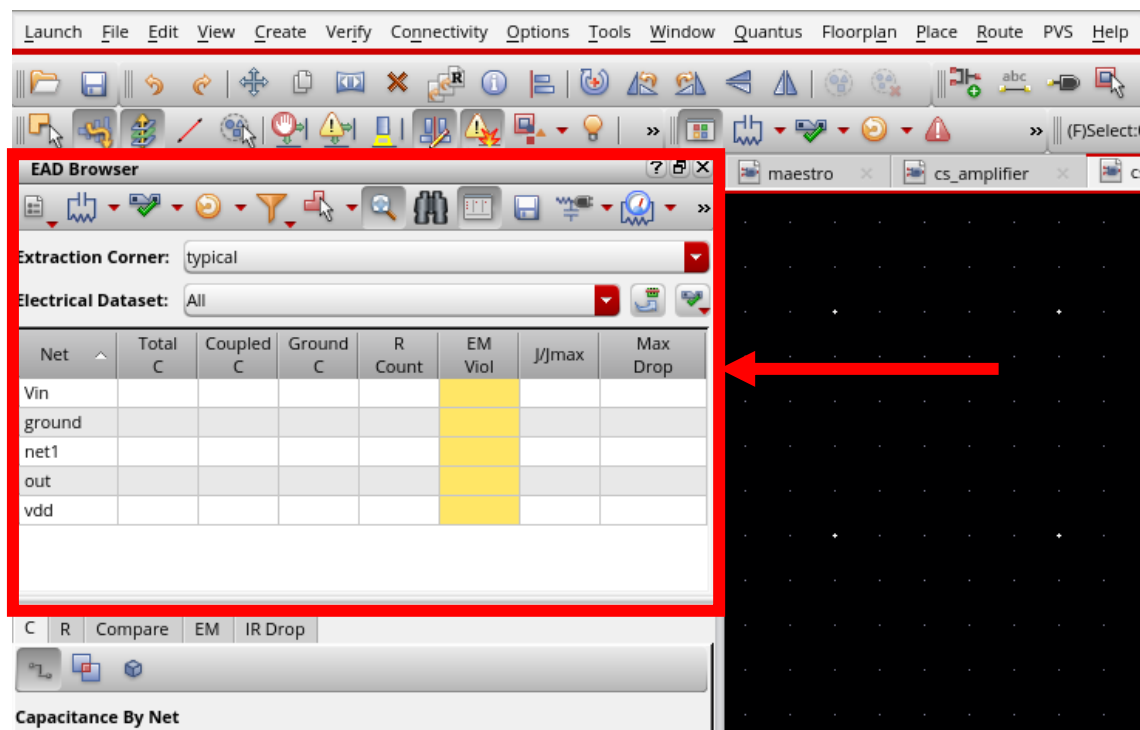 Launch File Edit View Create Verify Connectivity Options Tools Window Quantus Floorplan Place Route PVS Help
R abc
» » (F)Select:
EAD Browser ?
maestro cs_amplifier
»
Extraction Corner: typical
Electrical Dataset: All
Net Total C Coupled C Ground C R Count EM Viol J/Jmax Max Drop
Vin
ground
net1
out
vdd
C R Compare EM IR Drop
Capacitance By Net